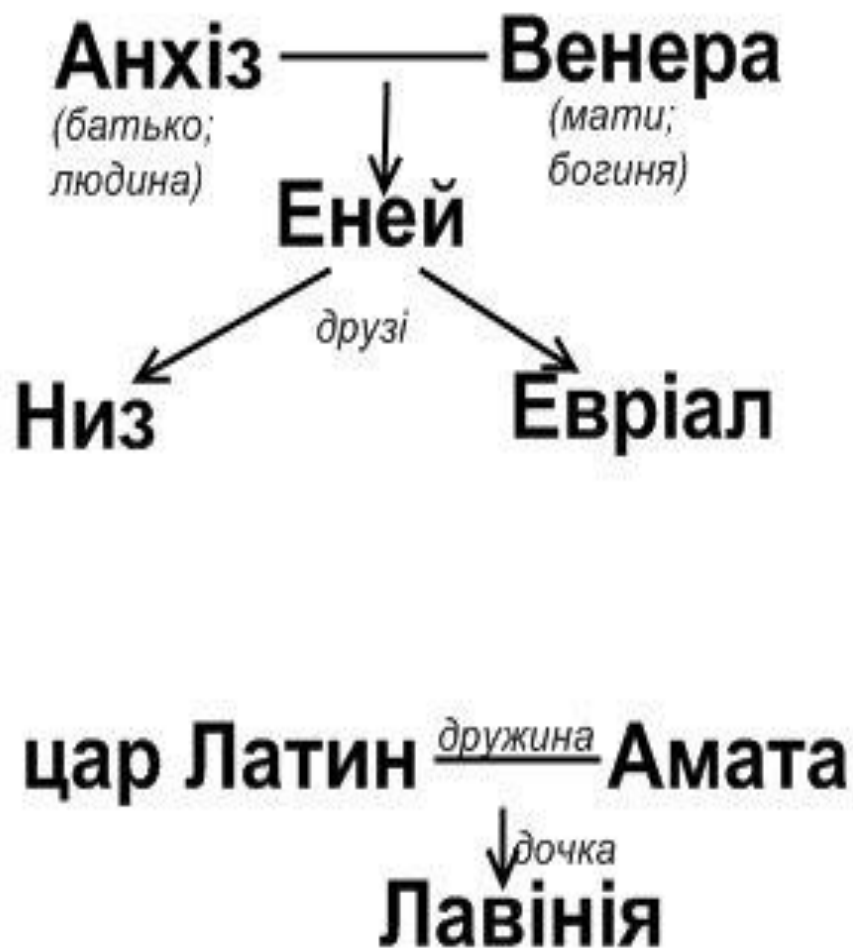 Анхіз Венера
(батько; (мати;
людина) богиня)
Еней
друзі
Низ Евріал
цар Латин дружина Амата
дочка
Лавінія